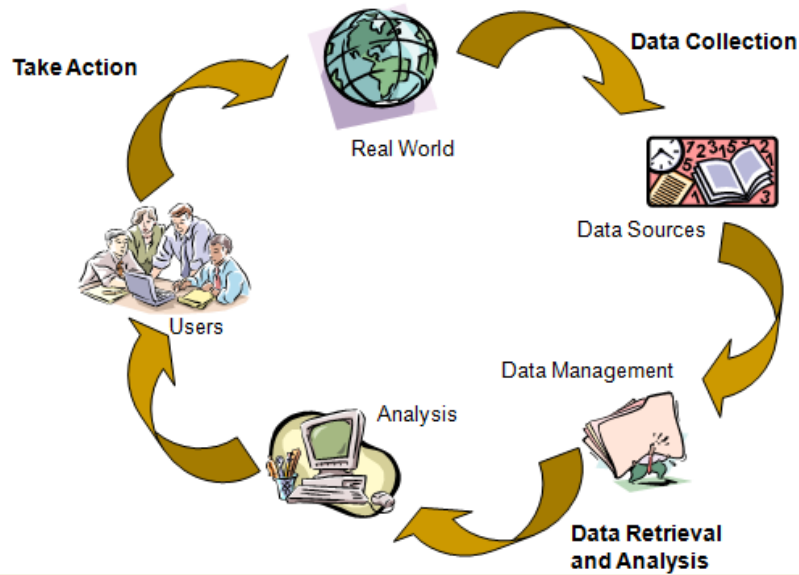 Take Action
Data Collection
Real World
Data Sources
Users
Data Management
Analysis
Data Retrieval
and Analysis